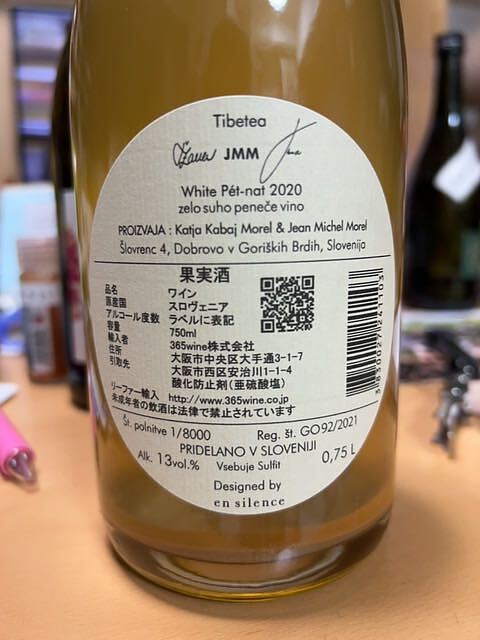 Tibetea
JMM
White Pét-nat 2020
zelo suho peneče vino
PROIZVAJA : Katja Kabaj Morel & Jean Michel Morel
Šlovrenc 4, Dobrovo v Goriških Brdih, Slovenija
果実酒
品名 ワイン
原産国 スロヴェニア
アルコール度数 ラベルに表記
容量 750ml
輸入者 365wine株式会社
住所 大阪市中央区大手通3-1-7
引取先 大阪市西区安治川1-1-4
酸化防止剤(亜硫酸塩)
リーファー輸入 http://www.365wine.co.jp
未成年者の飲酒は法律で禁止されています
Št. polnitve 1/8000 Reg. št. GO92/2021
PRIDELANO V SLOVENIJI
Alk. 13vol.% Vsebuje Sulfit 0,75 L
Designed by
en silence